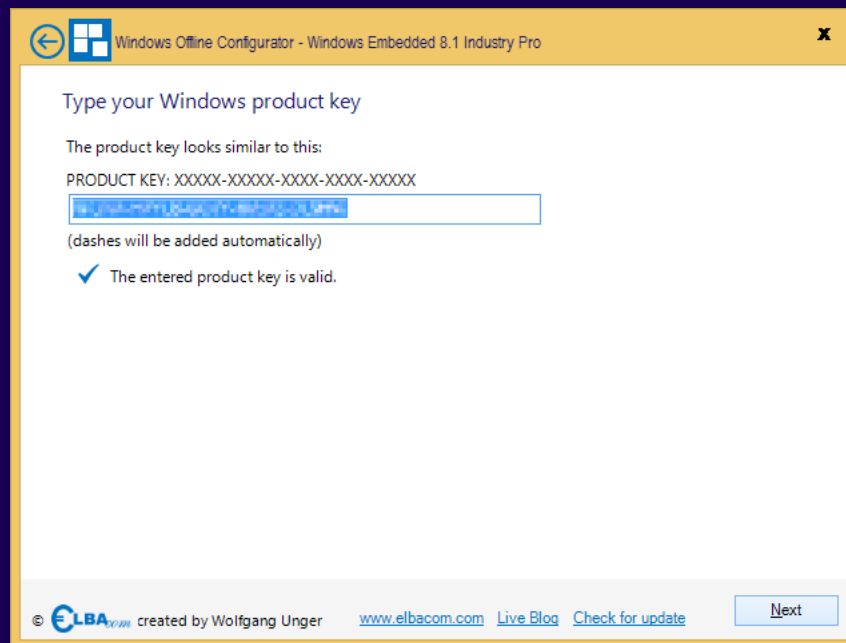 Windows Offline Configurator - Windows Embedded 8.1 Industry Pro
x
Type your Windows product key
The product key looks similar to this:
PRODUCT KEY: XXXXX-XXXXX-XXXX-XXXX-XXXXX
(dashes will be added automatically)
The entered product key is valid.
© ELBAcom created by Wolfgang Unger www.elbacom.com Live Blog Check for update Next